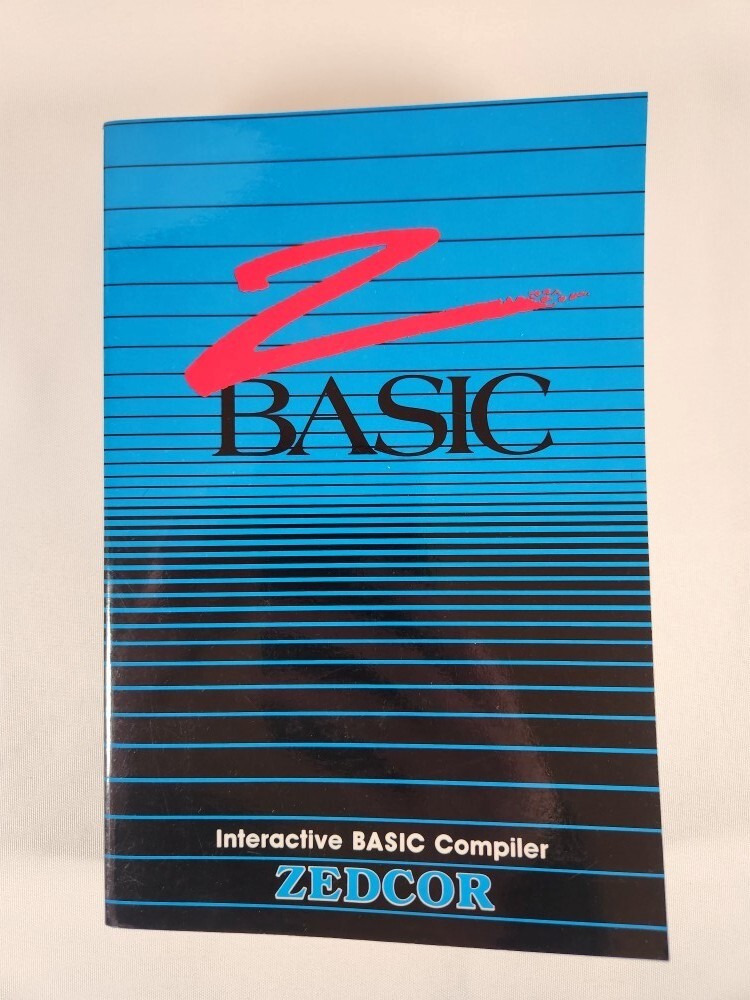 Z
BASIC
Interactive BASIC Compiler
ZEDCOR